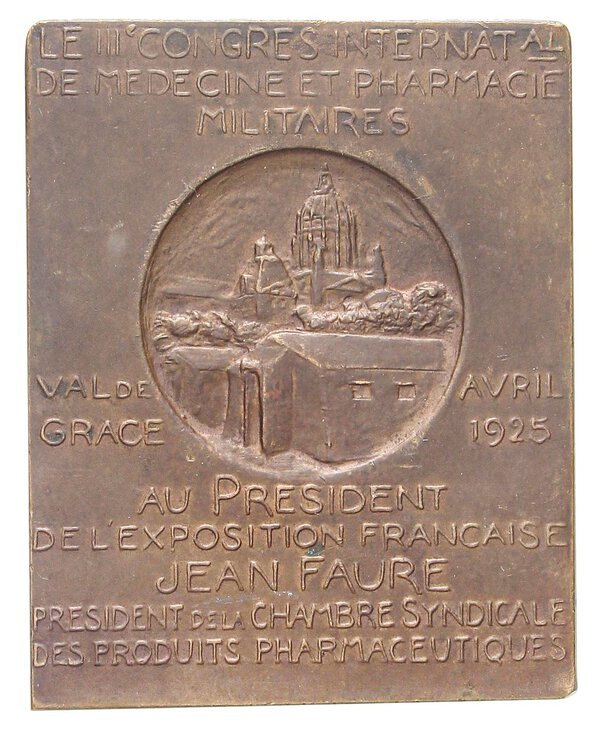 LE IIIe CONGRES INTERNATAL
DE MEDECINE ET PHARMACIE
MILITAIRES
VAL DE
GRACE
AVRIL
1925
AU PRESIDENT
DE L'EXPOSITION FRANCAISE
JEAN FAURE
PRESIDENT DE LA CHAMBRE SYNDICALE
DES PRODUITS PHARMACEUTIQUES